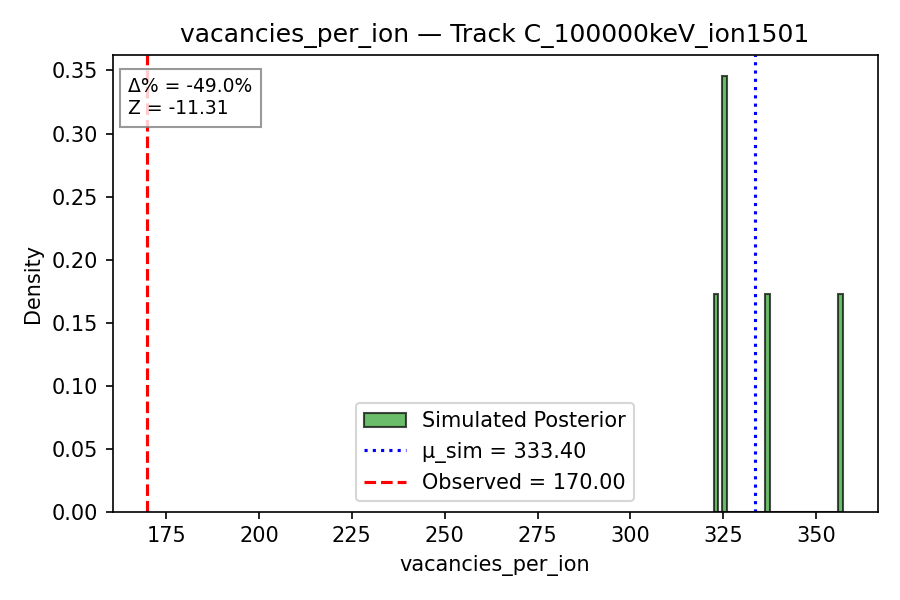 vacancies_per_ion — Track C_100000keV_ion1501
Δ% = -49.0%
Z = -11.31
Density
0.35
0.30
0.25
0.20
0.15
0.10
0.05
0.00
Simulated Posterior
μ_sim = 333.40
Observed = 170.00
175 200 225 250 275 300 325 350
vacancies_per_ion